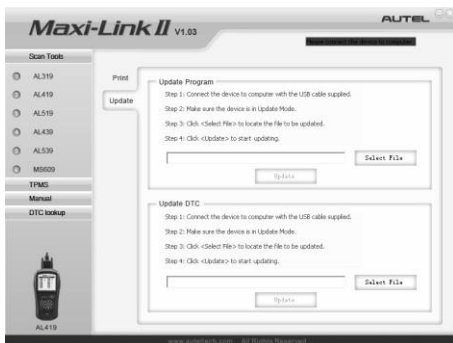 AUTEL
Maxi-Link II V1.03
Please connect the device to computer.
Scan Tools
AL319
AL419
AL519
AL439
AL539
MS609
TPMS
Manual
DTC lookup
AL419
Print
Update
Update Program
Step 1: Connect the device to computer with the USB cable supplied.
Step 2: Make sure the device is in Update Mode.
Step 3: Click <Select File> to locate the file to be updated.
Step 4: Click <Update> to start updating.
Select File
Update
Update DTC
Step 1: Connect the device to computer with the USB cable supplied.
Step 2: Make sure the device is in Update Mode.
Step 3: Click <Select File> to locate the file to be updated.
Step 4: Click <Update> to start updating.
Select File
Update
www.auteltech.com All Rights Reserved